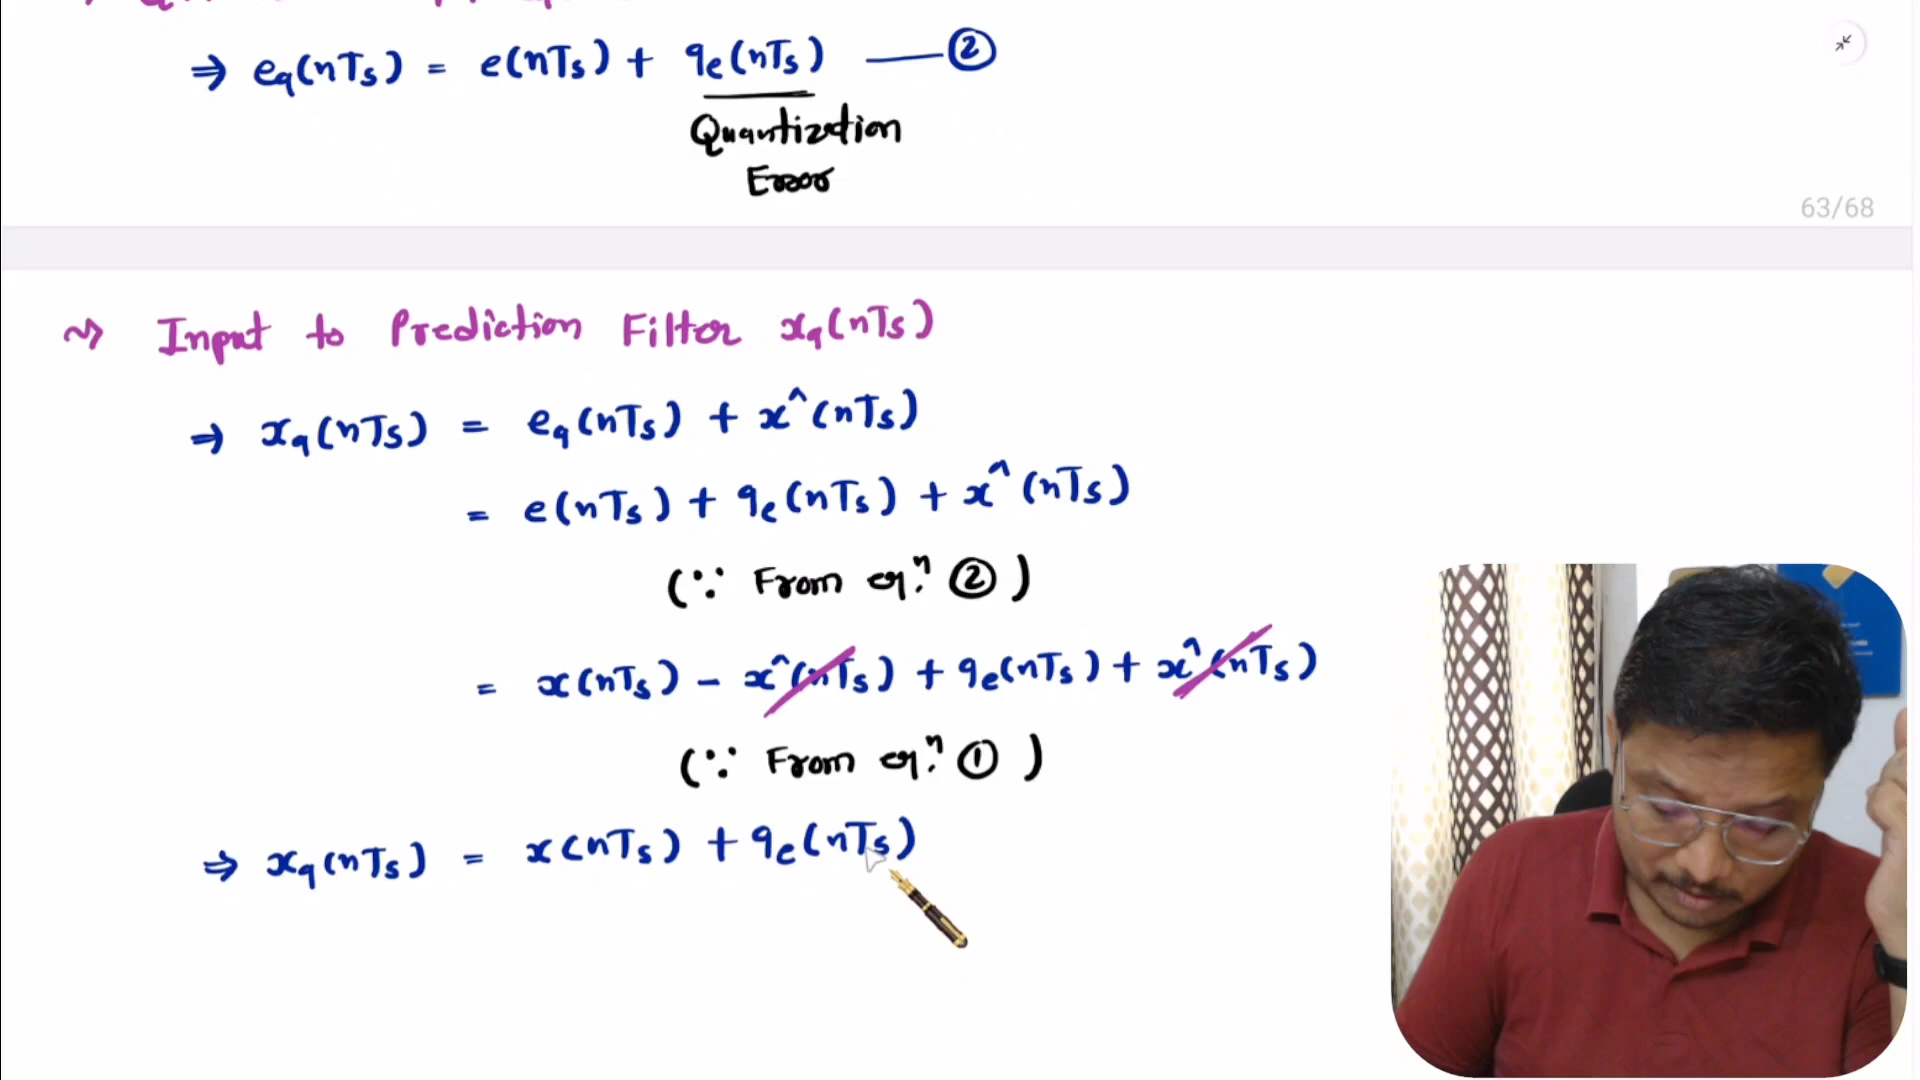 ⇒ eq(nTs) = e(nTs) + qe(nTs) —— ②
Quantization
Error
63/68
⇝ Input to Prediction Filter xq(nTs)
⇒ xq(nTs) = eq(nTs) + x^(nTs)
= e(nTs) + qe(nTs) + x^(nTs)
(∵ From eq.ⁿ ②)
= x(nTs) - x^(nTs) + qe(nTs) + x^(nTs)
(∵ From eq.ⁿ ①)
⇒ xq(nTs) = x(nTs) + qe(nTs)